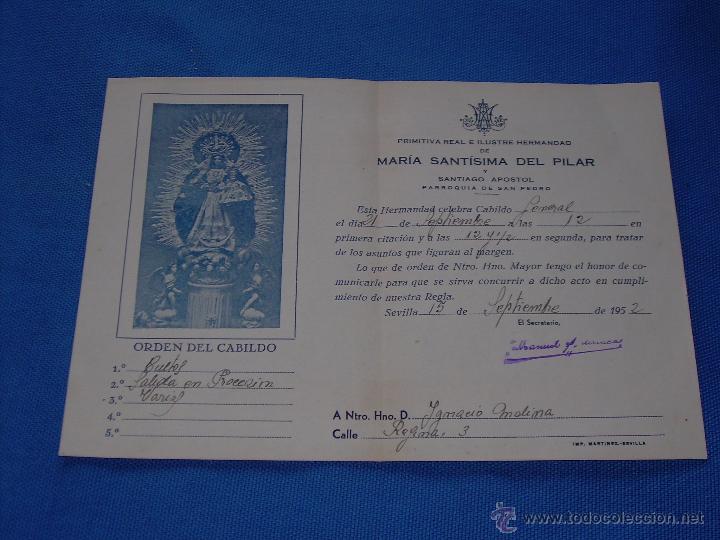 ORDEN DEL CABILDO
1.º Cultos
2.º Salida en Procesion
3.º Varios
4.º
5.º
PRIMITIVA REAL E ILUSTRE HERMANDAD
DE
MARÍA SANTÍSIMA DEL PILAR
Y
SANTIAGO APOSTOL
PARROQUIA DE SAN PEDRO
Esta Hermandad celebra Cabildo General
el día 21 de Septiembre a las 12 en
primera citación y a las 12 y 1/2 en segunda, para tratar
de los asuntos que figuran al margen.
Lo que de orden de Ntro. Hno. Mayor tengo el honor de co-
municarle para que se sirva concurrir a dicho acto en cumpli-
miento de nuestra Regla.
Sevilla 15 de Septiembre de 1952
El Secretario,
Manuel
A Ntro. Hno. D. Ignacio Molina
Calle Regina. 3
IMP. MARTINEZ.-SEVILLA
www.todocoleccion.net